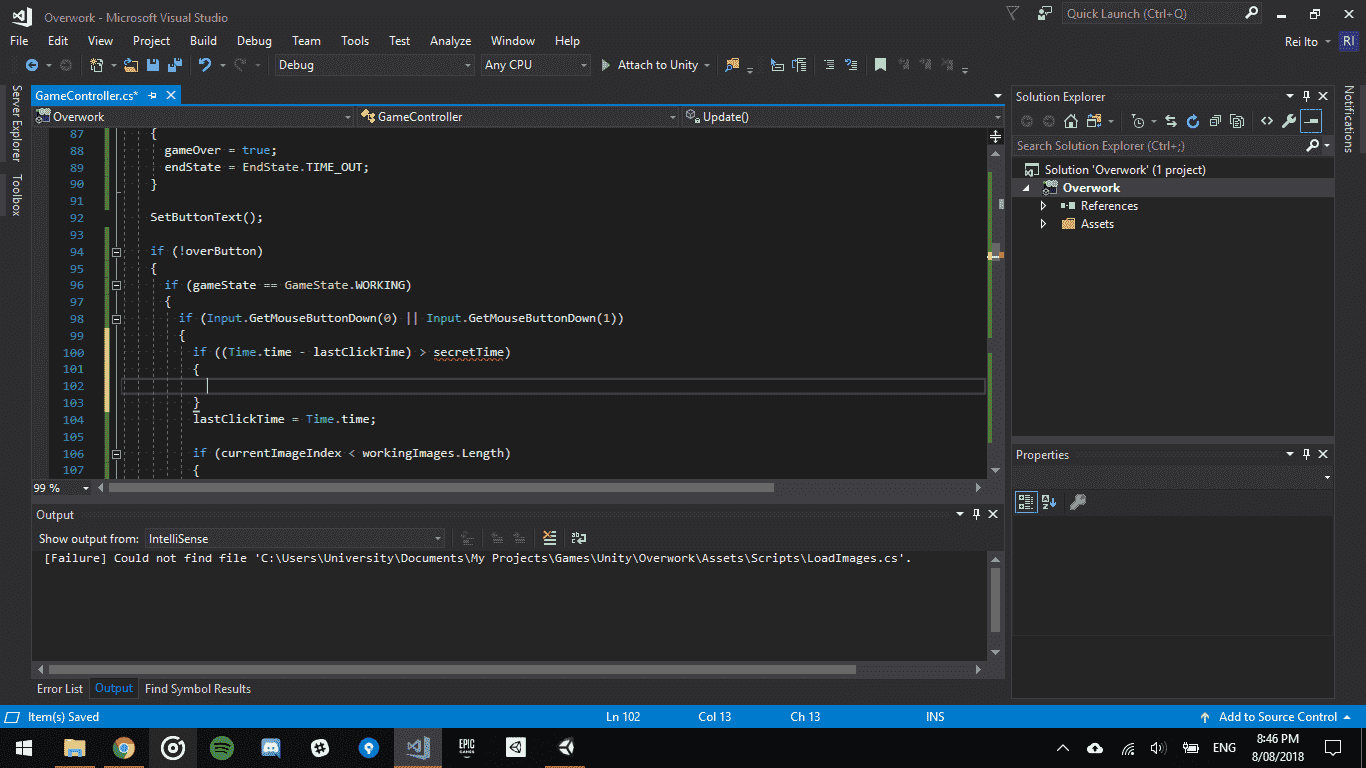 Overwork - Microsoft Visual Studio
Quick Launch (Ctrl+Q)
File Edit View Project Build Debug Team Tools Test Analyze Window Help
Rei Ito RI
Debug Any CPU Attach to Unity
Server Explorer
Toolbox
GameController.cs*
Overwork GameController Update()
87 {
88 gameOver = true;
89 endState = EndState.TIME_OUT;
90 }
91
92 SetButtonText();
93
94 if (!overButton)
95 {
96 if (gameState == GameState.WORKING)
97 {
98 if (Input.GetMouseButtonDown(0) || Input.GetMouseButtonDown(1))
99 {
100 if ((Time.time - lastClickTime) > secretTime)
101 {
102
103 }
104 lastClickTime = Time.time;
105
106 if (currentImageIndex < workingImages.Length)
107 {
99 %
Output
Show output from: IntelliSense
[Failure] Could not find file 'C:\Users\University\Documents\My Projects\Games\Unity\Overwork\Assets\Scripts\LoadImages.cs'.
Error List Output Find Symbol Results
Solution Explorer
Search Solution Explorer (Ctrl+;)
Solution 'Overwork' (1 project)
Overwork
References
Assets
Properties
Notifications
Item(s) Saved Ln 102 Col 13 Ch 13 INS Add to Source Control
EPIC GAMES
ENG
8:46 PM
8/08/2018